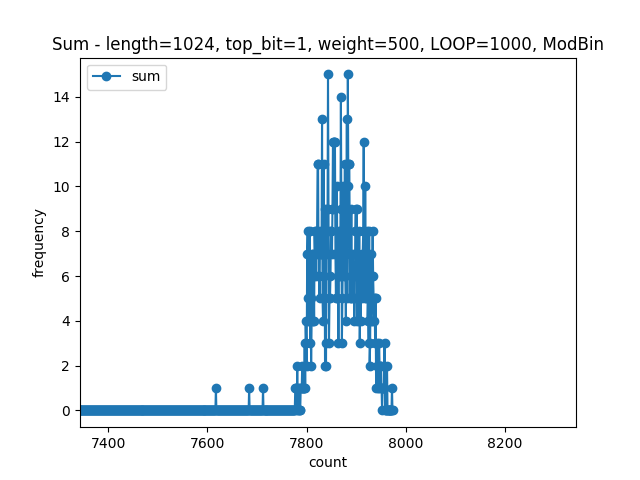 Sum - length=1024, top_bit=1, weight=500, LOOP=1000, ModBin
sum
14
12
10
8
6
4
2
0
frequency
7400 7600 7800 8000 8200
count